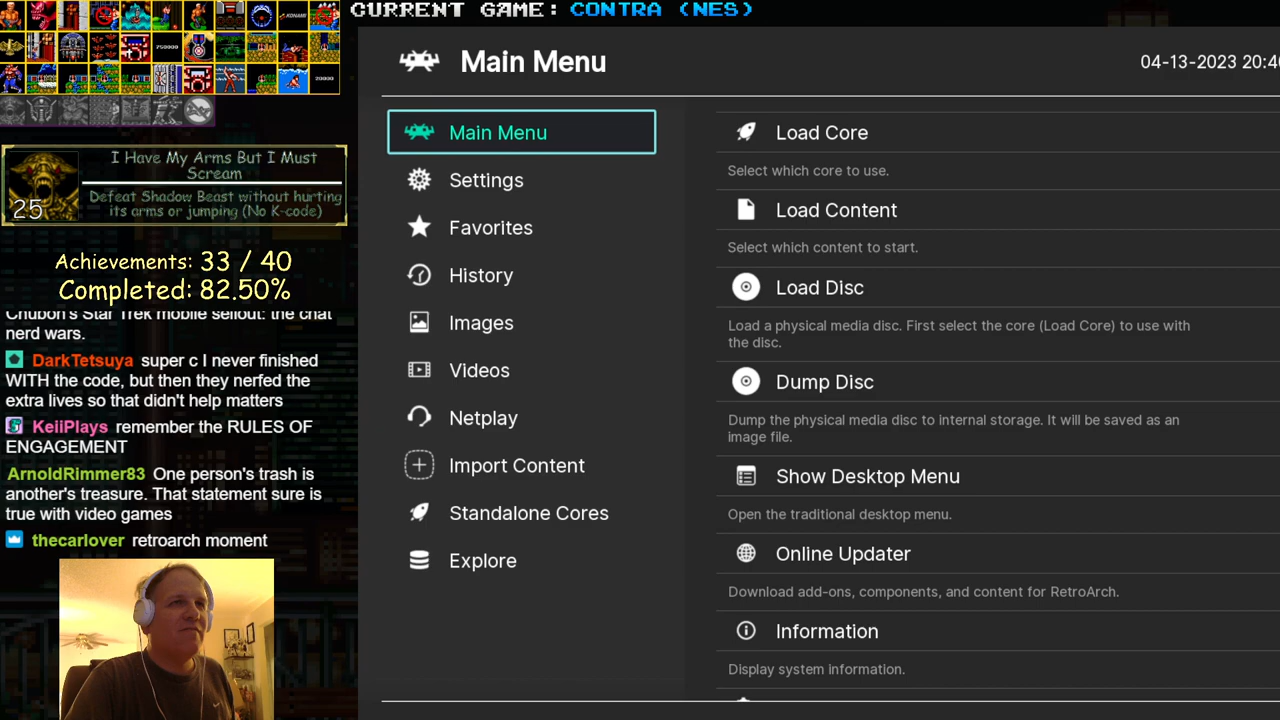 CURRENT GAME: CONTRA (NES)
KONAMI
750000
20000
I Have My Arms But I Must
Scream
25
Defeat Shadow Beast without hurting
its arms or jumping (No K-code)
Achievements: 33 / 40
Completed: 82.50%
Chubon's Star Trek mobile sellout: the chat
nerd wars.
DarkTetsuya super c I never finished
WITH the code, but then they nerfed the
extra lives so that didn't help matters
KeiiPlays remember the RULES OF
ENGAGEMENT
ArnoldRimmer83 One person's trash is
another's treasure. That statement sure is
true with video games
thecarlover retroarch moment
Main Menu
04-13-2023 20:4
Main Menu
Settings
Favorites
History
Images
Videos
Netplay
Import Content
Standalone Cores
Explore
Load Core
Select which core to use.
Load Content
Select which content to start.
Load Disc
Load a physical media disc. First select the core (Load Core) to use with
the disc.
Dump Disc
Dump the physical media disc to internal storage. It will be saved as an
image file.
Show Desktop Menu
Open the traditional desktop menu.
Online Updater
Download add-ons, components, and content for RetroArch.
Information
Display system information.